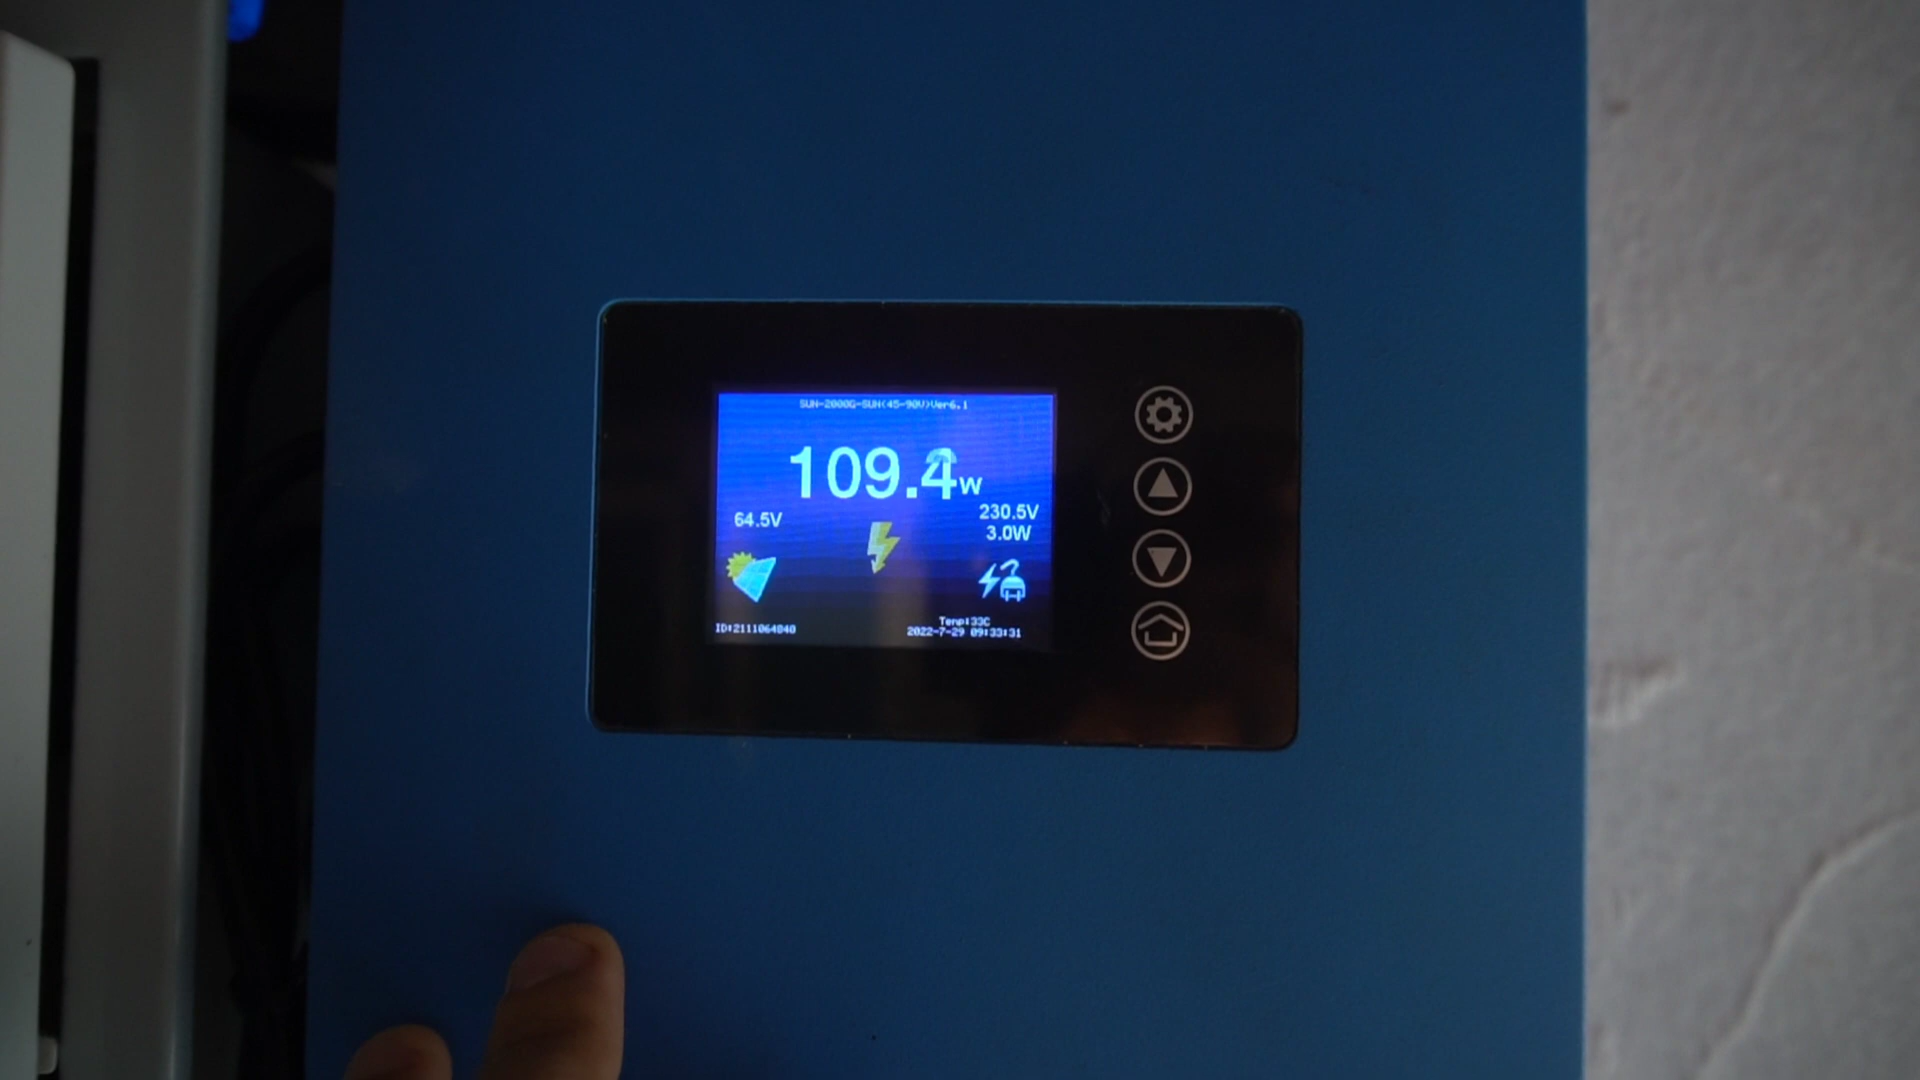 SUN-2000G-SUN(45-90V)Ver6.1
109.4W
64.5V
230.5V
3.0W
Temp:33C
ID:2111064840
2022-7-29 09:33:31